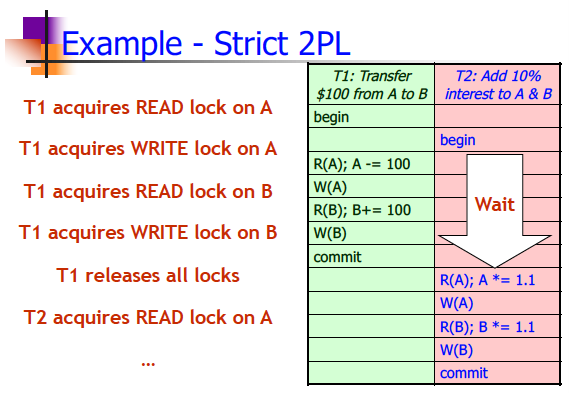 Example - Strict 2PL
T1 acquires READ lock on A
T1 acquires WRITE lock on A
T1 acquires READ lock on B
T1 acquires WRITE lock on B
T1 releases all locks
T2 acquires READ lock on A
...
T1: Transfer
$100 from A to B
T2: Add 10%
interest to A & B
begin
begin
R(A); A -= 100
W(A)
R(B); B+= 100
W(B)
commit
Wait
R(A); A *= 1.1
W(A)
R(B); B *= 1.1
W(B)
commit